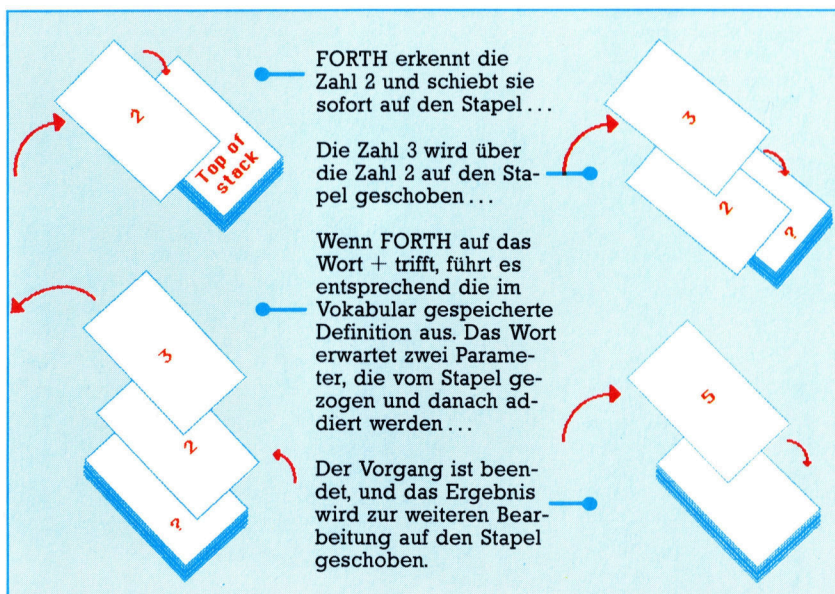 2
Top of
stack
FORTH erkennt die
Zahl 2 und schiebt sie
sofort auf den Stapel ...
Die Zahl 3 wird über
die Zahl 2 auf den Sta-
pel geschoben ...
3
2
?
Wenn FORTH auf das
Wort + trifft, führt es
entsprechend die im
Vokabular gespeicherte
Definition aus. Das Wort
erwartet zwei Parame-
ter, die vom Stapel ge-
zogen und danach ad-
diert werden ...
3
2
?
Der Vorgang ist been-
det, und das Ergebnis
wird zur weiteren Bear-
beitung auf den Stapel
geschoben.
5